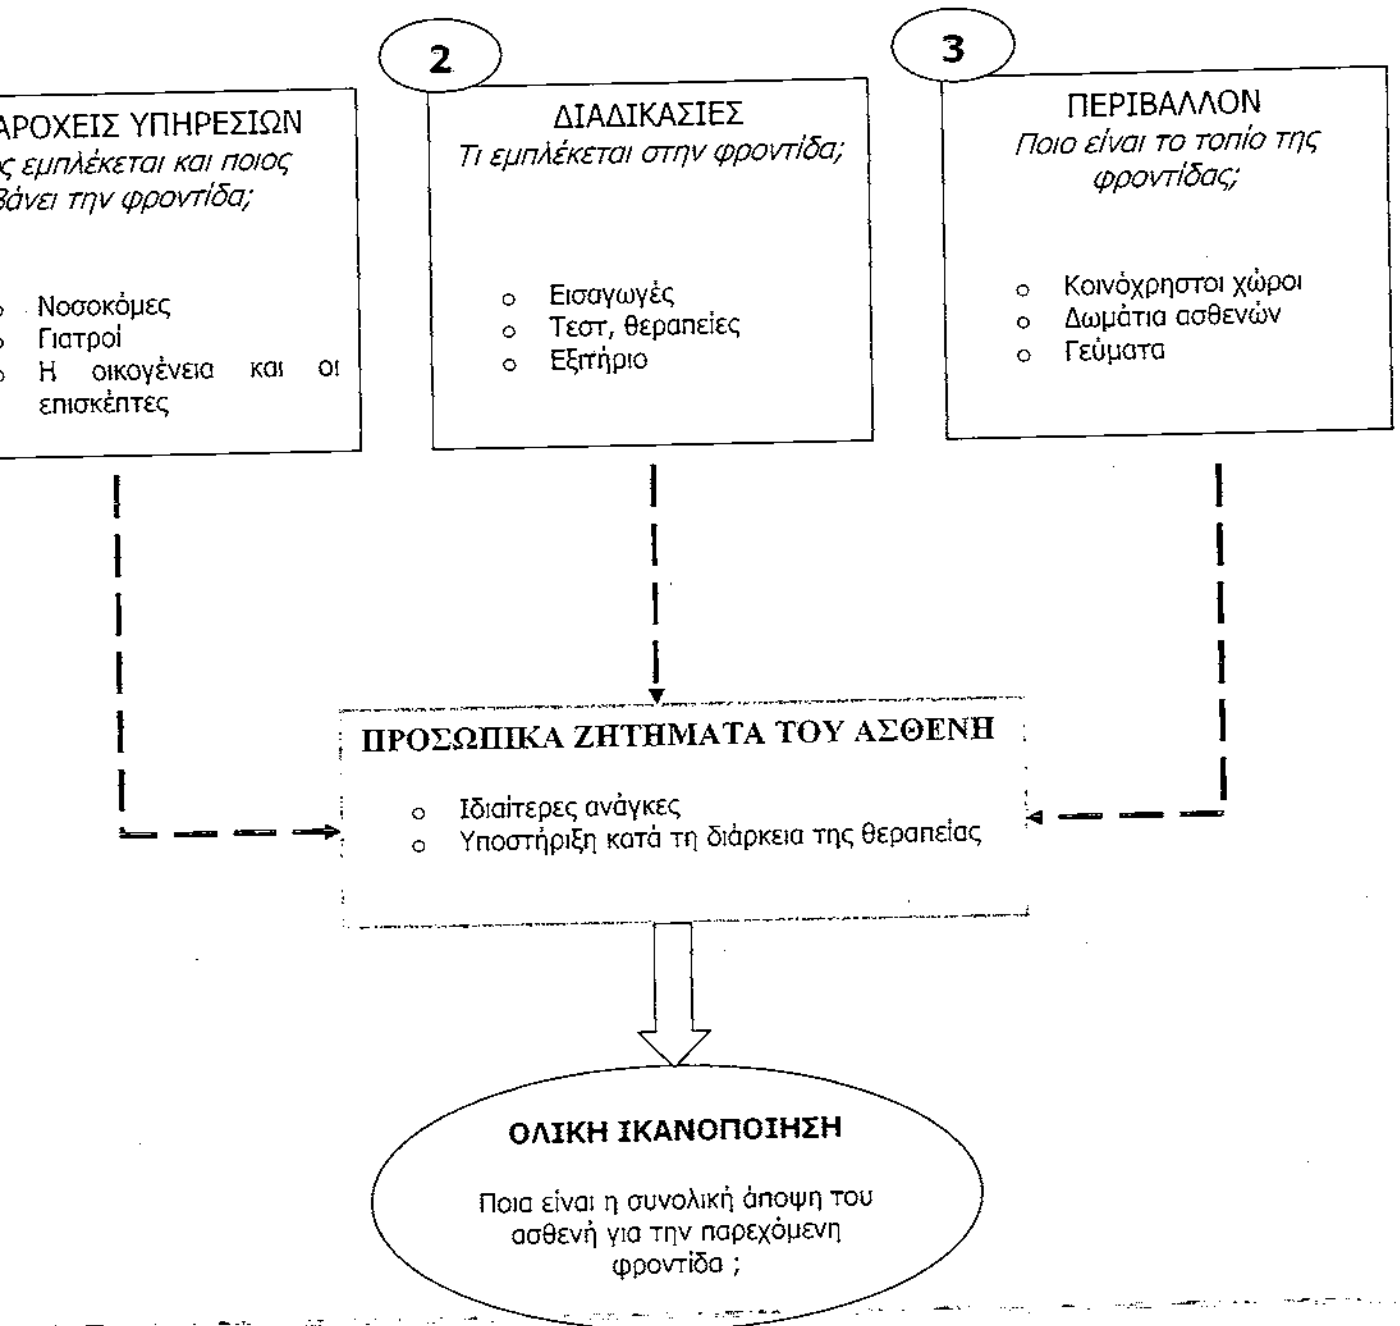 2
3
ΑΡΟΧΕΙΣ ΥΠΗΡΕΣΙΩΝ
ς εμπλέκεται και ποιος
βάνει την φροντίδα;
Νοσοκόμες
Γιατροί
Η οικογένεια και οι
επισκέπτες
ΔΙΑΔΙΚΑΣΙΕΣ
Τι εμπλέκεται στην φροντίδα;
Εισαγωγές
Τεστ, θεραπείες
Εξιτήριο
ΠΕΡΙΒΑΛΛΟΝ
Ποιο είναι το τοπίο της
φροντίδας;
Κοινόχρηστοι χώροι
Δωμάτια ασθενών
Γεύματα
ΠΡΟΣΩΠΙΚΑ ΖΗΤΗΜΑΤΑ ΤΟΥ ΑΣΘΕΝΗ
Ιδιαίτερες ανάγκες
Υποστήριξη κατά τη διάρκεια της θεραπείας
ΟΛΙΚΗ ΙΚΑΝΟΠΟΙΗΣΗ
Ποια είναι η συνολική άποψη του
ασθενή για την παρεχόμενη
φροντίδα ;